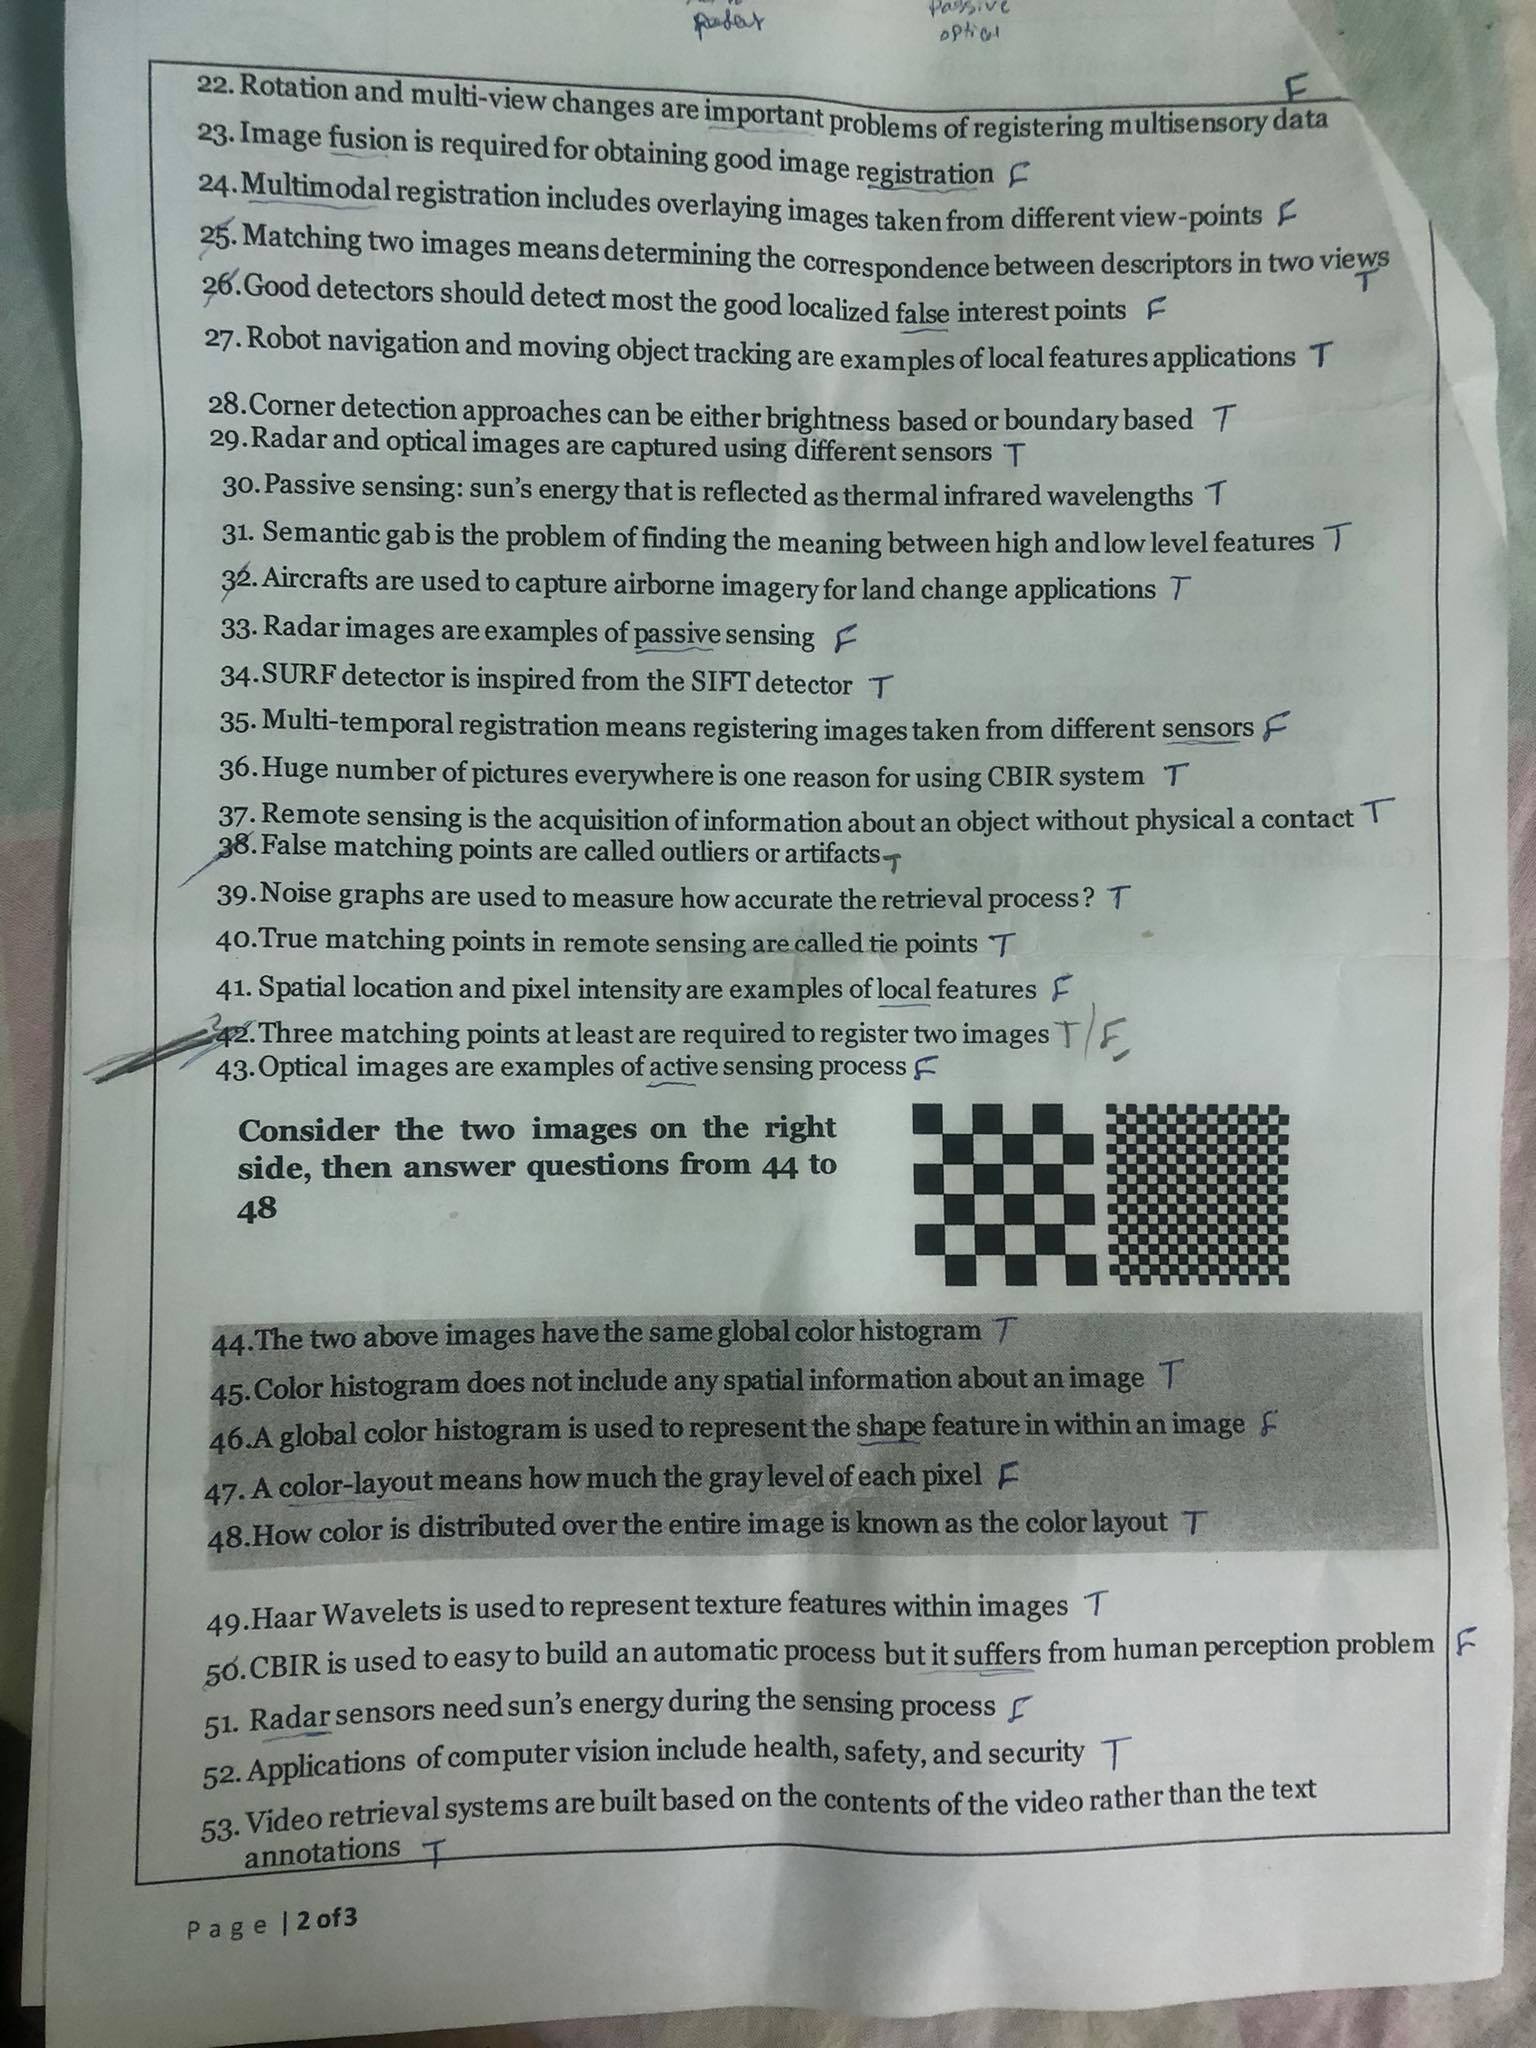 Passive
optical
22. Rotation and multi-view changes are important problems of registering multisensory data F
23. Image fusion is required for obtaining good image registration F
24. Multimodal registration includes overlaying images taken from different view-points F
25. Matching two images means determining the correspondence between descriptors in two views T
26. Good detectors should detect most the good localized false interest points F
27. Robot navigation and moving object tracking are examples of local features applications T
28. Corner detection approaches can be either brightness based or boundary based T
29. Radar and optical images are captured using different sensors T
30. Passive sensing: sun's energy that is reflected as thermal infrared wavelengths T
31. Semantic gab is the problem of finding the meaning between high and low level features T
32. Aircrafts are used to capture airborne imagery for land change applications T
33. Radar images are examples of passive sensing F
34. SURF detector is inspired from the SIFT detector T
35. Multi-temporal registration means registering images taken from different sensors F
36. Huge number of pictures everywhere is one reason for using CBIR system T
37. Remote sensing is the acquisition of information about an object without physical a contact T
38. False matching points are called outliers or artifacts T
39. Noise graphs are used to measure how accurate the retrieval process? T
40. True matching points in remote sensing are called tie points T
41. Spatial location and pixel intensity are examples of local features F
42. Three matching points at least are required to register two images T/F
43. Optical images are examples of active sensing process F
Consider the two images on the right
side, then answer questions from 44 to
48
44. The two above images have the same global color histogram T
45. Color histogram does not include any spatial information about an image T
46. A global color histogram is used to represent the shape feature in within an image F
47. A color-layout means how much the gray level of each pixel F
48. How color is distributed over the entire image is known as the color layout T
49. Haar Wavelets is used to represent texture features within images T
50. CBIR is used to easy to build an automatic process but it suffers from human perception problem F
51. Radar sensors need sun's energy during the sensing process F
52. Applications of computer vision include health, safety, and security T
53. Video retrieval systems are built based on the contents of the video rather than the text
annotations T
Page | 2 of 3